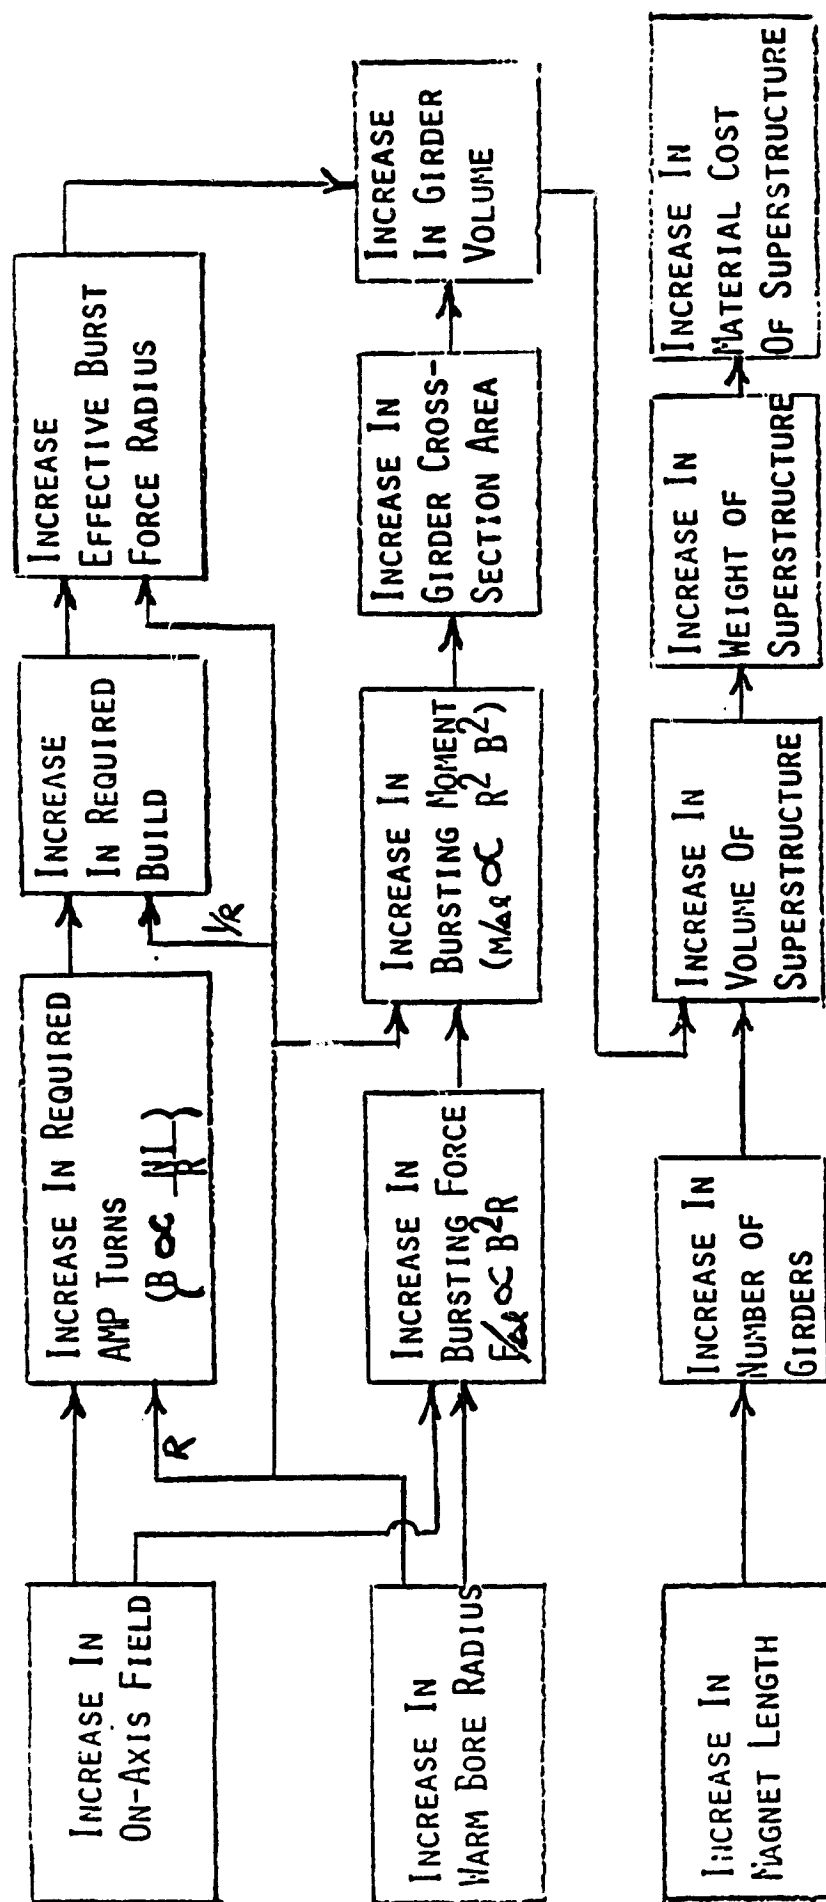 INCREASE IN
ON-AXIS FIELD
INCREASE IN REQUIRED
AMP TURNS
{B ∝ NI/R}
INCREASE
IN REQUIRED
BUILD
INCREASE
EFFECTIVE BURST
FORCE RADIUS
R
1/R
INCREASE IN
WARM BORE RADIUS
INCREASE IN
BURSTING FORCE
F/Δl ∝ B²R
INCREASE IN
BURSTING MOMENT
(M/Δl ∝ R² B²)
INCREASE IN
GIRDER CROSS-
SECTION AREA
INCREASE
IN GIRDER
VOLUME
INCREASE IN
MAGNET LENGTH
INCREASE IN
NUMBER OF
GIRDERS
INCREASE IN
VOLUME OF
SUPERSTRUCTURE
INCREASE IN
WEIGHT OF
SUPERSTRUCTURE
INCREASE IN
MATERIAL COST
OF SUPERSTRUCTURE